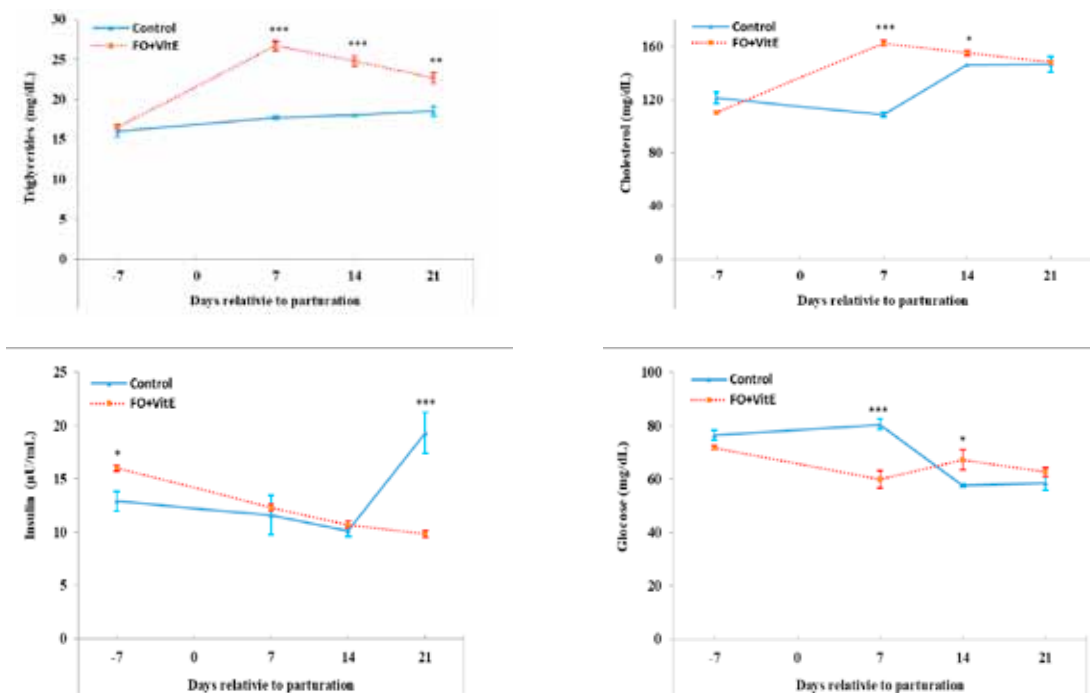 Control
FO+VitE
***
***
**
30
25
20
15
10
5
0
Triglycerides (mg/dL)
-7 0 7 14 21
Days relativie to parturation
Control
FO+VitE
***
*
160
120
80
40
0
Cholesterol (mg/dL)
-7 0 7 14 21
Days relativie to parturation
Control
FO+VitE
*
***
25
20
15
10
5
0
Insulin (µU/mL)
-7 0 7 14 21
Days relativie to parturation
Control
FO+VitE
***
*
100
80
60
40
20
0
Glocose (mg/dL)
-7 0 7 14 21
Days relativie to parturation